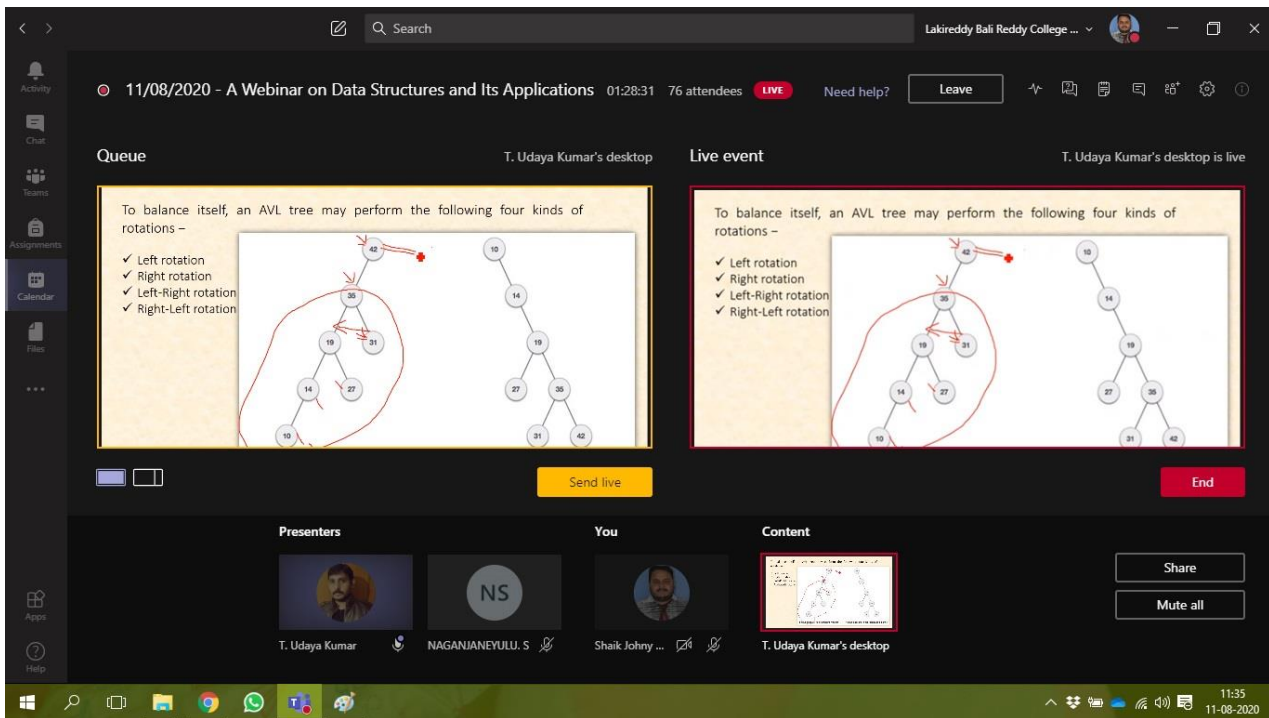 Search
Lakireddy Bali Reddy College ...
Activity
Chat
Teams
Assignments
Calendar
Files
Apps
Help
11/08/2020 - A Webinar on Data Structures and Its Applications 01:28:31 76 attendees LIVE Need help? Leave
Queue T. Udaya Kumar's desktop
To balance itself, an AVL tree may perform the following four kinds of
rotations –
✓ Left rotation
✓ Right rotation
✓ Left-Right rotation
✓ Right-Left rotation
42 10
35 14
19 31 19
14 27 27 35
10 31 42
Send live
Live event T. Udaya Kumar's desktop is live
To balance itself, an AVL tree may perform the following four kinds of
rotations –
✓ Left rotation
✓ Right rotation
✓ Left-Right rotation
✓ Right-Left rotation
42 10
35 14
19 31 19
14 27 27 35
10 31 42
End
Presenters You Content
NS
T. Udaya Kumar NAGANJANEYULU. S Shaik Johny ... T. Udaya Kumar's desktop
Share
Mute all
11:35
11-08-2020